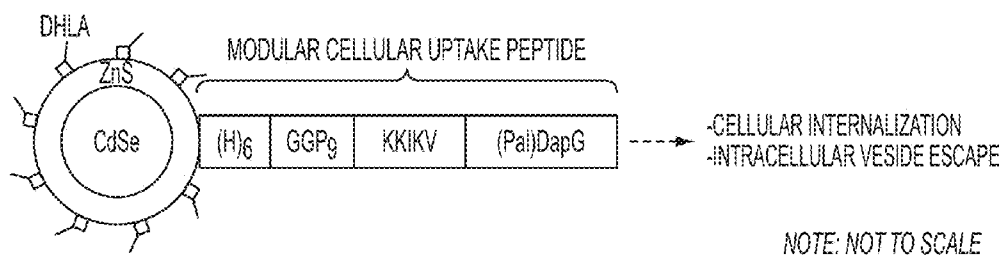 DHLA
MODULAR CELLULAR UPTAKE PEPTIDE
ZnS
CdSe
(H)6
GGP9
KKIKV
(Pal)DapG
-CELLULAR INTERNALIZATION
-INTRACELLULAR VESIDE ESCAPE
NOTE: NOT TO SCALE